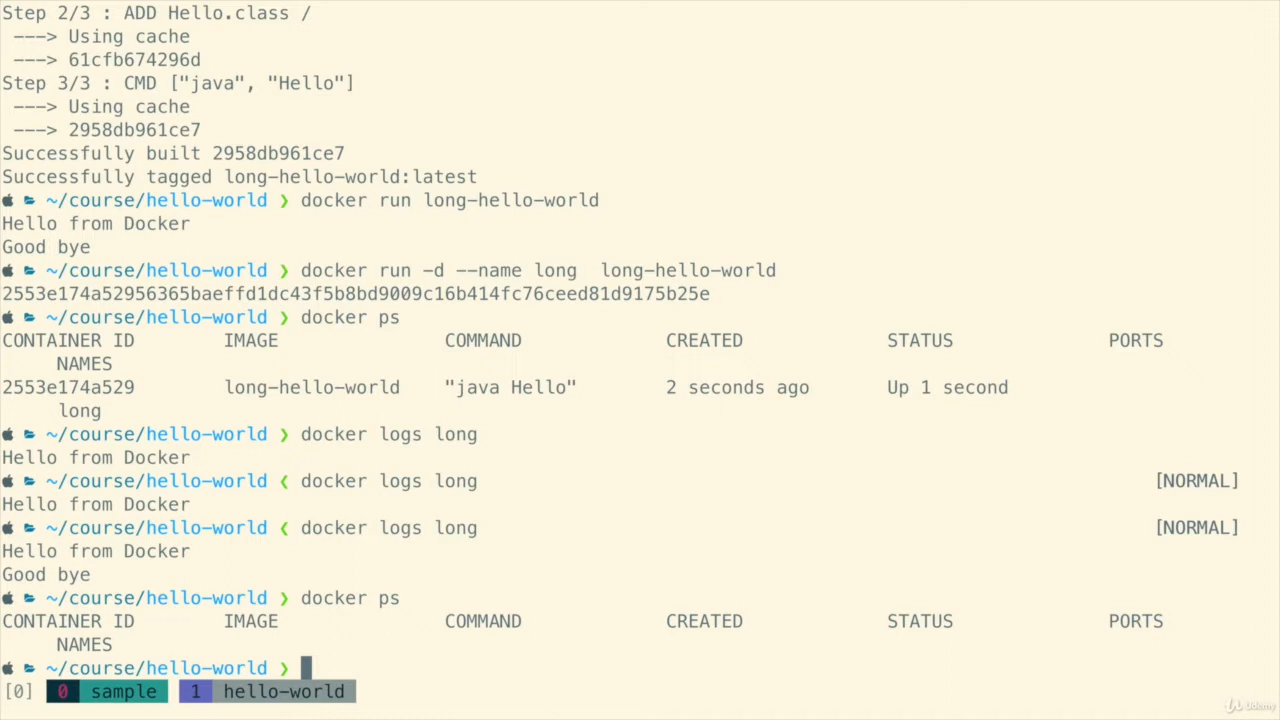 Step 2/3 : ADD Hello.class /
---> Using cache
---> 61cfb674296d
Step 3/3 : CMD ["java", "Hello"]
---> Using cache
---> 2958db961ce7
Successfully built 2958db961ce7
Successfully tagged long-hello-world:latest
~/course/hello-world ❯ docker run long-hello-world
Hello from Docker
Good bye
~/course/hello-world ❯ docker run -d --name long  long-hello-world
2553e174a52956365baeffd1dc43f5b8bd9009c16b414fc76ceed81d9175b25e
~/course/hello-world ❯ docker ps
CONTAINER ID        IMAGE               COMMAND             CREATED             STATUS              PORTS
NAMES
2553e174a529        long-hello-world    "java Hello"        2 seconds ago       Up 1 second
long
~/course/hello-world ❯ docker logs long
Hello from Docker
~/course/hello-world ❮ docker logs long [NORMAL]
Hello from Docker
~/course/hello-world ❮ docker logs long [NORMAL]
Hello from Docker
Good bye
~/course/hello-world ❯ docker ps
CONTAINER ID        IMAGE               COMMAND             CREATED             STATUS              PORTS
NAMES
~/course/hello-world ❯
[0] 0 sample 1 hello-world
Udemy